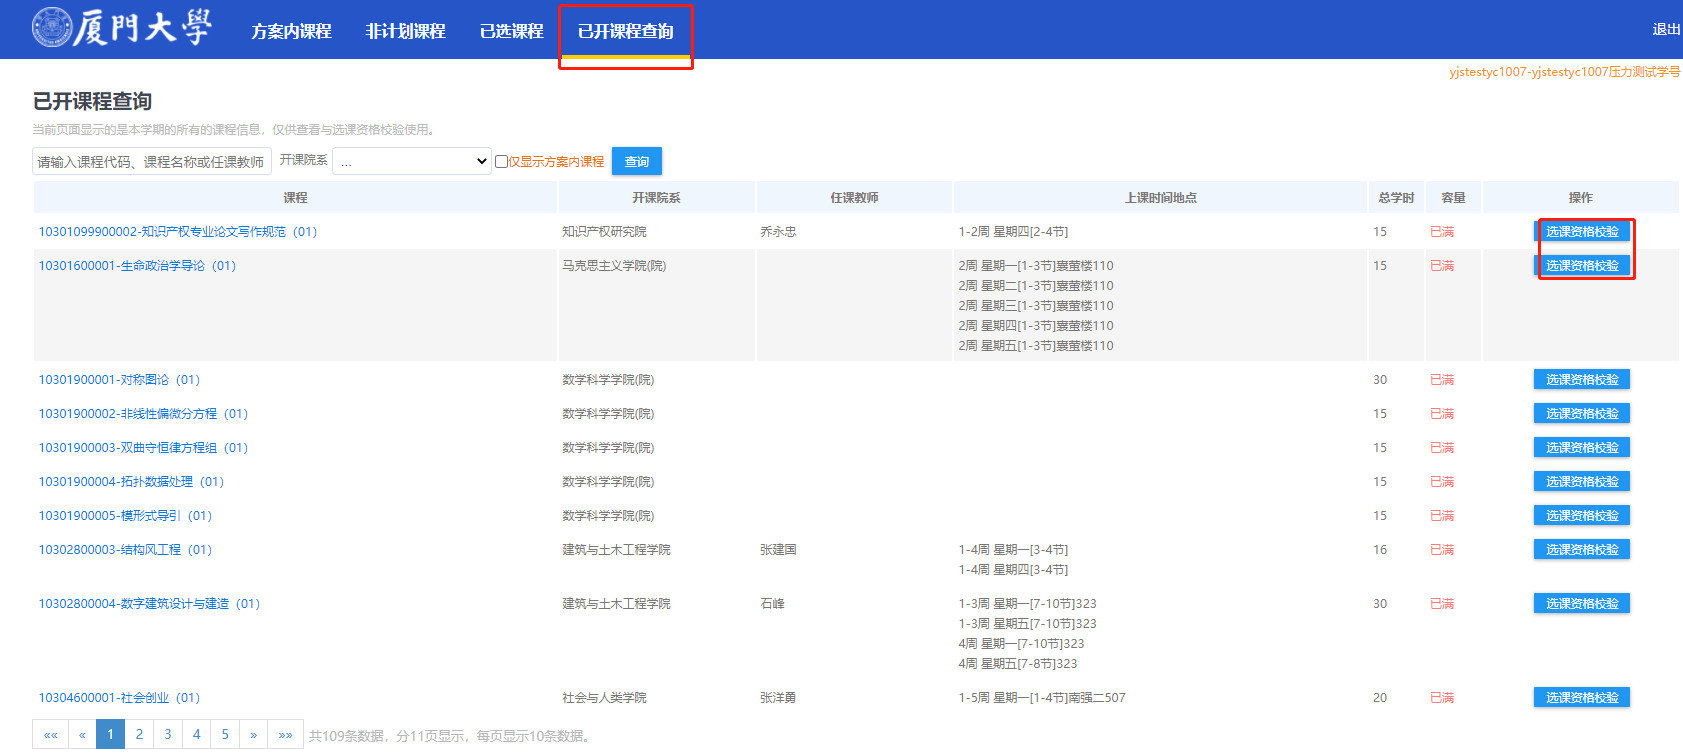 厦門大學
方案内课程
非计划课程
已选课程
已开课程查询
退出
yjstestyc1007-yjstestyc1007压力测试学号
已开课程查询
当前页面显示的是本学期的所有的课程信息，仅供查看与选课资格校验使用。
请输入课程代码、课程名称或任课教师 开课院系 ... 仅显示方案内课程 查询
课程 开课院系 任课教师 上课时间地点 总学时 容量 操作
10301099900002-知识产权专业论文写作规范（01） 知识产权研究院 乔永忠 1-2周 星期四[2-4节] 15 已满 选课资格校验
10301600001-生命政治学导论（01） 马克思主义学院(院) 2周 星期一[1-3节]囊萤楼110 15 已满 选课资格校验
2周 星期二[1-3节]囊萤楼110
2周 星期三[1-3节]囊萤楼110
2周 星期四[1-3节]囊萤楼110
2周 星期五[1-3节]囊萤楼110
10301900001-对称图论（01） 数学科学学院(院) 30 已满 选课资格校验
10301900002-非线性偏微分方程（01） 数学科学学院(院) 15 已满 选课资格校验
10301900003-双曲守恒律方程组（01） 数学科学学院(院) 15 已满 选课资格校验
10301900004-拓扑数据处理（01） 数学科学学院(院) 15 已满 选课资格校验
10301900005-模形式导引（01） 数学科学学院(院) 15 已满 选课资格校验
10302800003-结构风工程（01） 建筑与土木工程学院 张建国 1-4周 星期一[3-4节] 16 已满 选课资格校验
1-4周 星期四[3-4节]
10302800004-数字建筑设计与建造（01） 建筑与土木工程学院 石峰 1-3周 星期一[7-10节]323 30 已满 选课资格校验
1-3周 星期五[7-10节]323
4周 星期一[7-10节]323
4周 星期五[7-8节]323
10304600001-社会创业（01） 社会与人类学院 张洋勇 1-5周 星期一[1-4节]南强二507 20 已满 选课资格校验
«« « 1 2 3 4 5 » »» 共109条数据，分11页显示，每页显示10条数据。